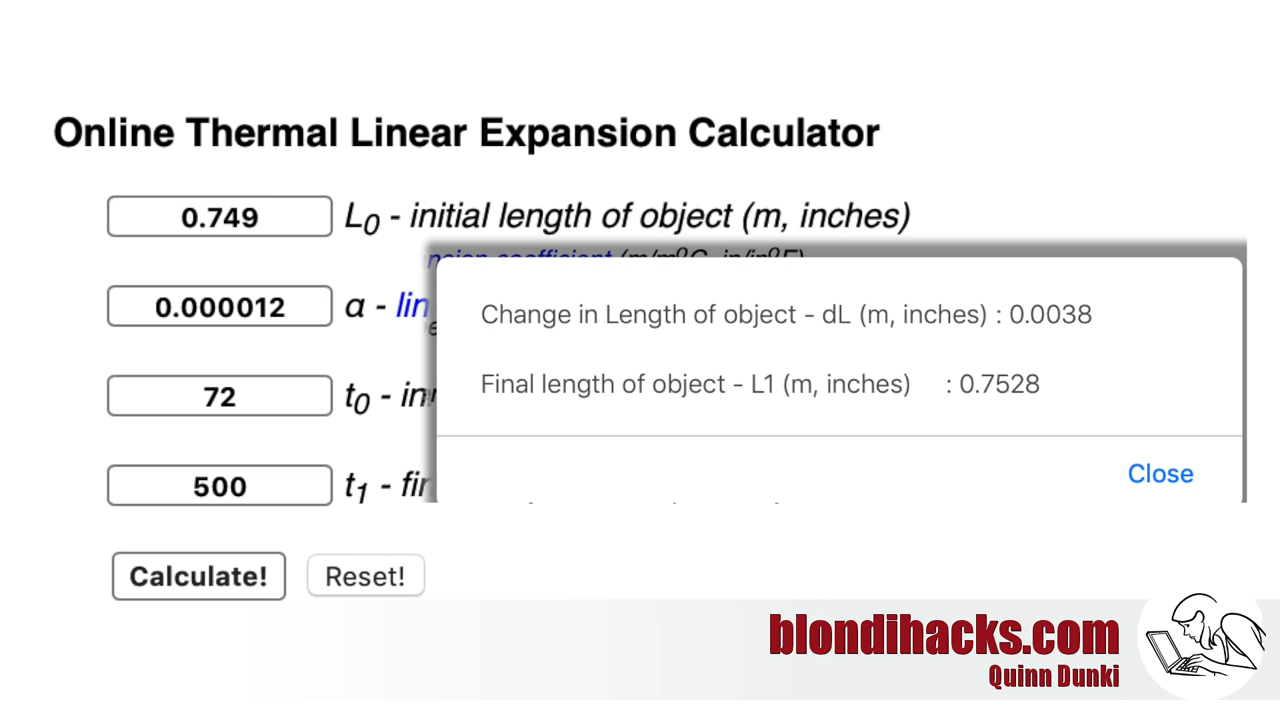 Online Thermal Linear Expansion Calculator
0.749 L0 - initial length of object (m, inches)
0.000012 α - lin
Change in Length of object - dL (m, inches) : 0.0038
72 t0 - in
Final length of object - L1 (m, inches) : 0.7528
500 t1 - fin
Close
Calculate! Reset!
blondihacks.com
Quinn Dunki